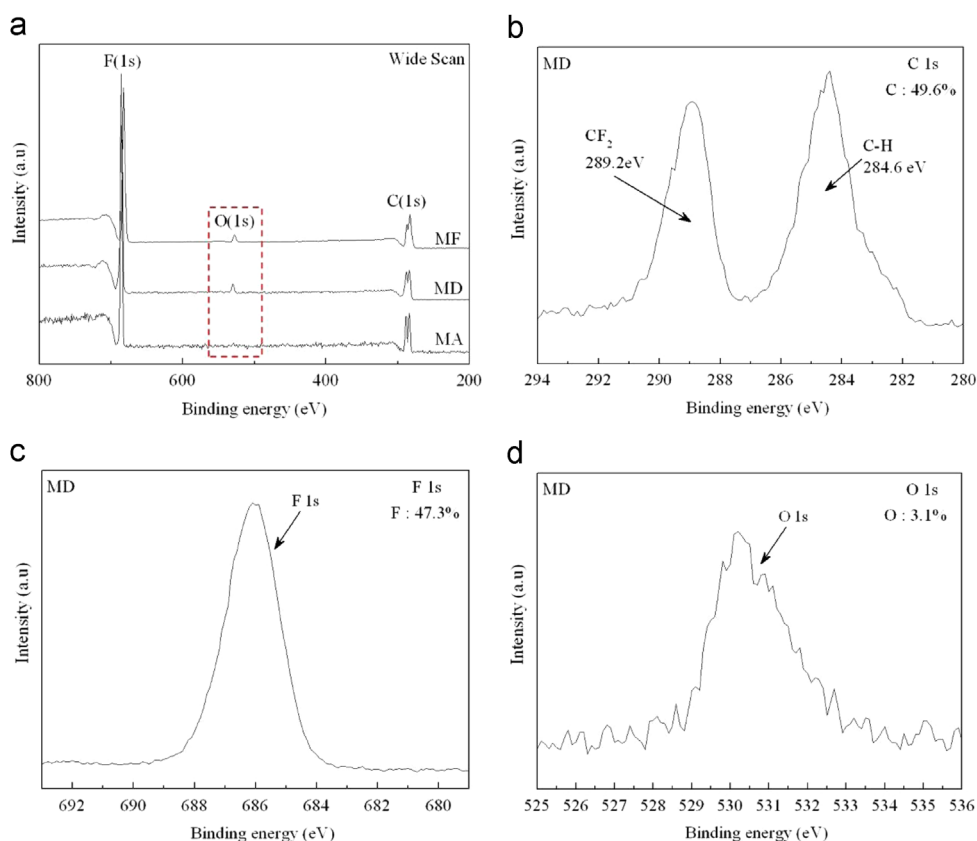 a
F(1s)
Wide Scan
O(1s)
C(1s)
MF
MD
MA
Intensity (a.u)
800 600 400 200
Binding energy (eV)
b
MD
C 1s
C : 49.6%
CF2
289.2eV
C-H
284.6 eV
Intensity (a.u)
294 292 290 288 286 284 282 280
Binding energy (eV)
c
MD
F 1s
F : 47.3%
F 1s
Intensity (a.u)
692 690 688 686 684 682 680
Binding energy (eV)
d
MD
O 1s
O : 3.1%
O 1s
Intensity (a.u)
525 526 527 528 529 530 531 532 533 534 535 536
Binding energy (eV)